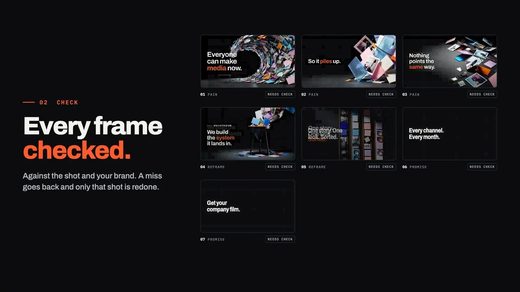 02 CHECK
Every frame
checked.
Against the shot and your brand. A miss
goes back and only that shot is redone.
Everyone
can make
media now.
01 PAIN NEEDS CHECK
So it piles up.
02 PAIN NEEDS CHECK
Nothing
points the
same way.
03 PAIN NEEDS CHECK
We build
the system
it lands in.
04 REFRAME NEEDS CHECK
05 REFRAME NEEDS CHECK
Every channel.
Every month.
06 PROMISE NEEDS CHECK
Get your
company film.
07 PROMISE NEEDS CHECK